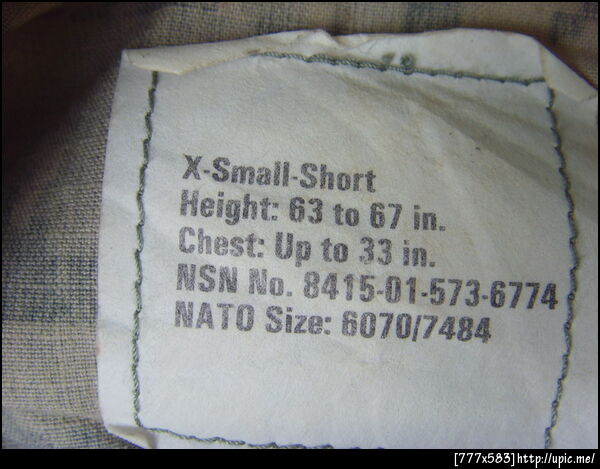 X-Small-Short
Height: 63 to 67 in.
Chest: Up to 33 in.
NSN No. 8415-01-573-6774
NATO Size: 6070/7484
[777x583]http://upic.me/